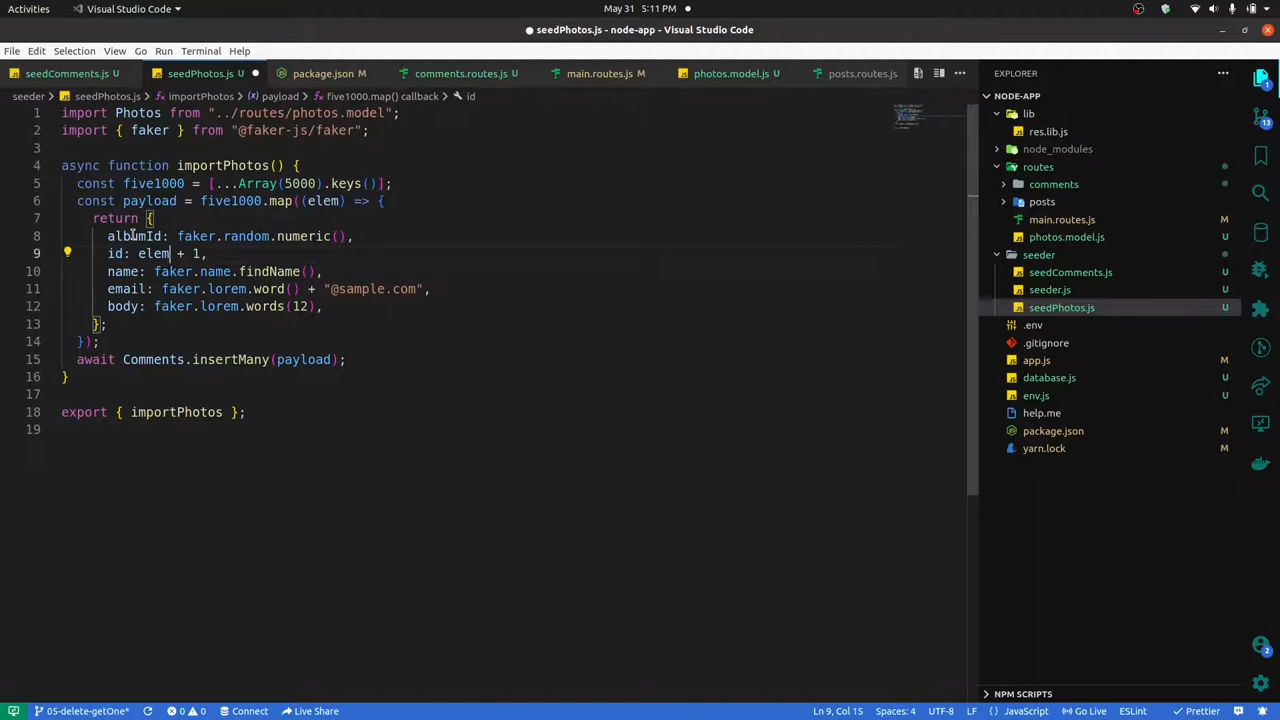 Activities
Visual Studio Code
May 31 5:11 PM
seedPhotos.js - node-app - Visual Studio Code
File Edit Selection View Go Run Terminal Help
seedComments.js U
seedPhotos.js U
package.json M
comments.routes.js U
main.routes.js M
photos.model.js U
posts.routes.js
seeder > seedPhotos.js > importPhotos > payload > five1000.map() callback > id
1 import Photos from "../routes/photos.model";
2 import { faker } from "@faker-js/faker";
3
4 async function importPhotos() {
5 const five1000 = [...Array(5000).keys()];
6 const payload = five1000.map((elem) => {
7 return {
8 albumId: faker.random.numeric(),
9 id: elem + 1,
10 name: faker.name.findName(),
11 email: faker.lorem.word() + "@sample.com",
12 body: faker.lorem.words(12),
13 };
14 });
15 await Comments.insertMany(payload);
16 }
17
18 export { importPhotos };
19
EXPLORER
NODE-APP
lib
res.lib.js
node_modules
routes
comments
posts
main.routes.js M
photos.model.js U
seeder
seedComments.js U
seeder.js U
seedPhotos.js U
.env
.gitignore
app.js M
database.js U
env.js U
help.me
package.json M
yarn.lock
NPM SCRIPTS
1
13
2
05-delete-getOne*
0 0
Connect
Live Share
Ln 9, Col 15
Spaces: 4
UTF-8
LF
JavaScript
Go Live
ESLint
Prettier